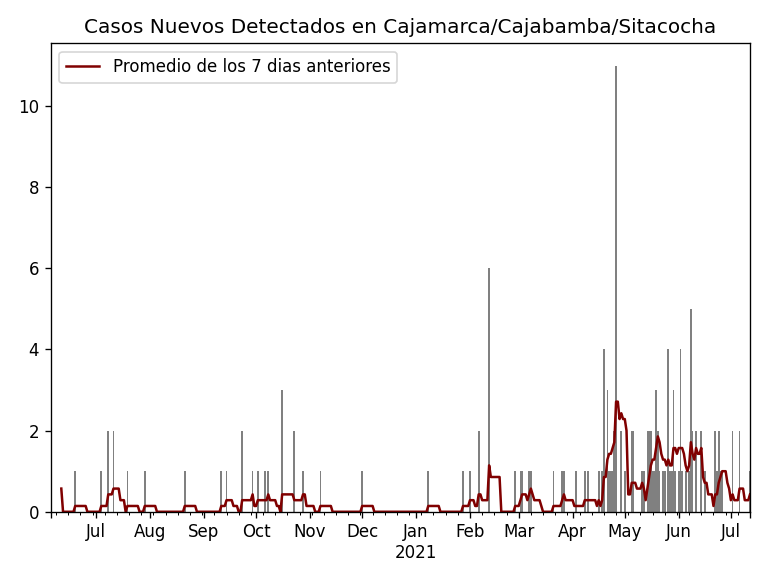 Casos Nuevos Detectados en Cajamarca/Cajabamba/Sitacocha
Promedio de los 7 dias anteriores
10
8
6
4
2
0
Jul Aug Sep Oct Nov Dec Jan Feb Mar Apr May Jun Jul
2021